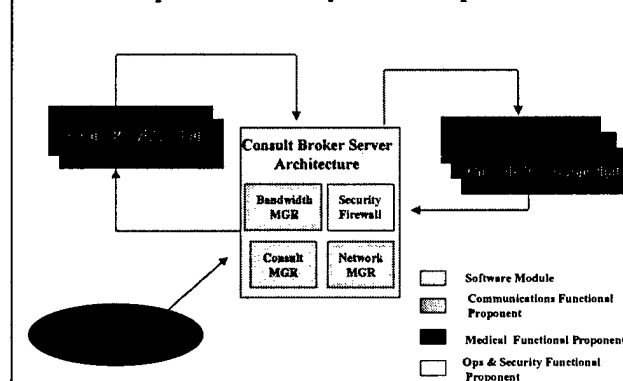 Consult Broker Server
Architecture
Bandwidth
MGR
Security
Firewall
Consult
MGR
Network
MGR
Software Module
Communications Functional
Proponent
Medical Functional Proponent
Ops & Security Functional
Proponent